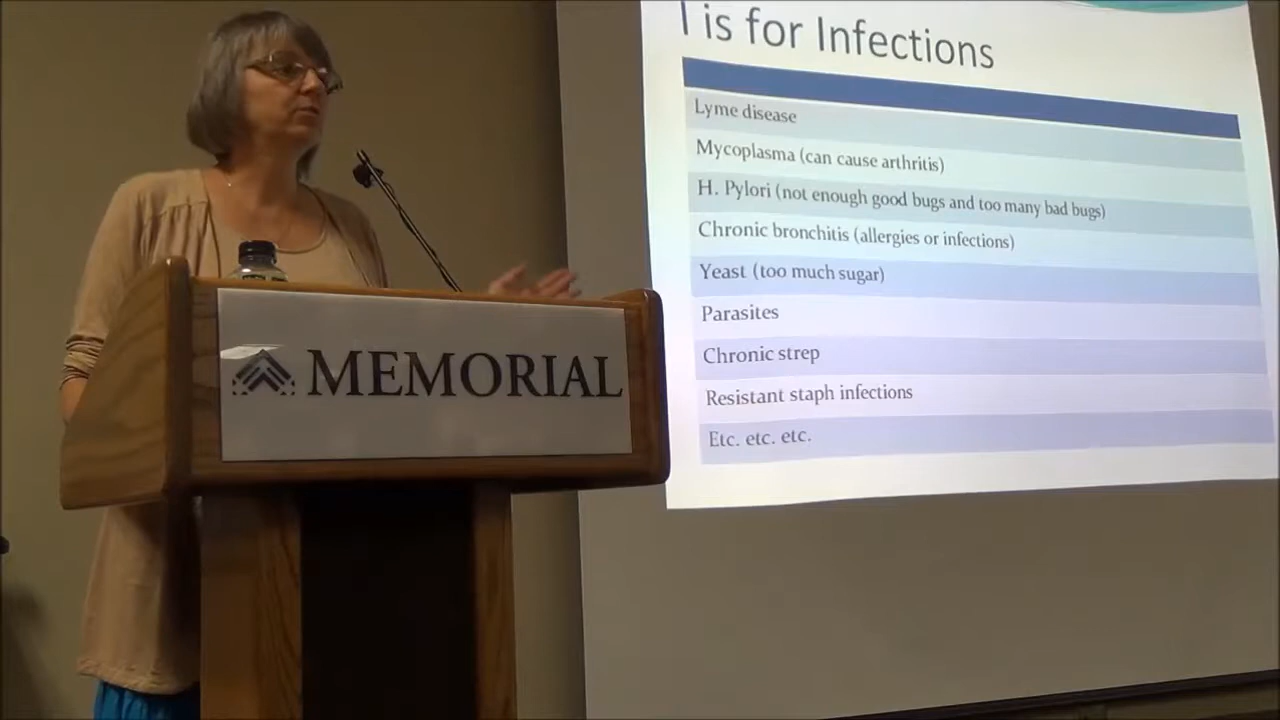 I is for Infections
Lyme disease
Mycoplasma (can cause arthritis)
H. Pylori (not enough good bugs and too many bad bugs)
Chronic bronchitis (allergies or infections)
Yeast (too much sugar)
Parasites
Chronic strep
Resistant staph infections
Etc. etc. etc.
MEMORIAL